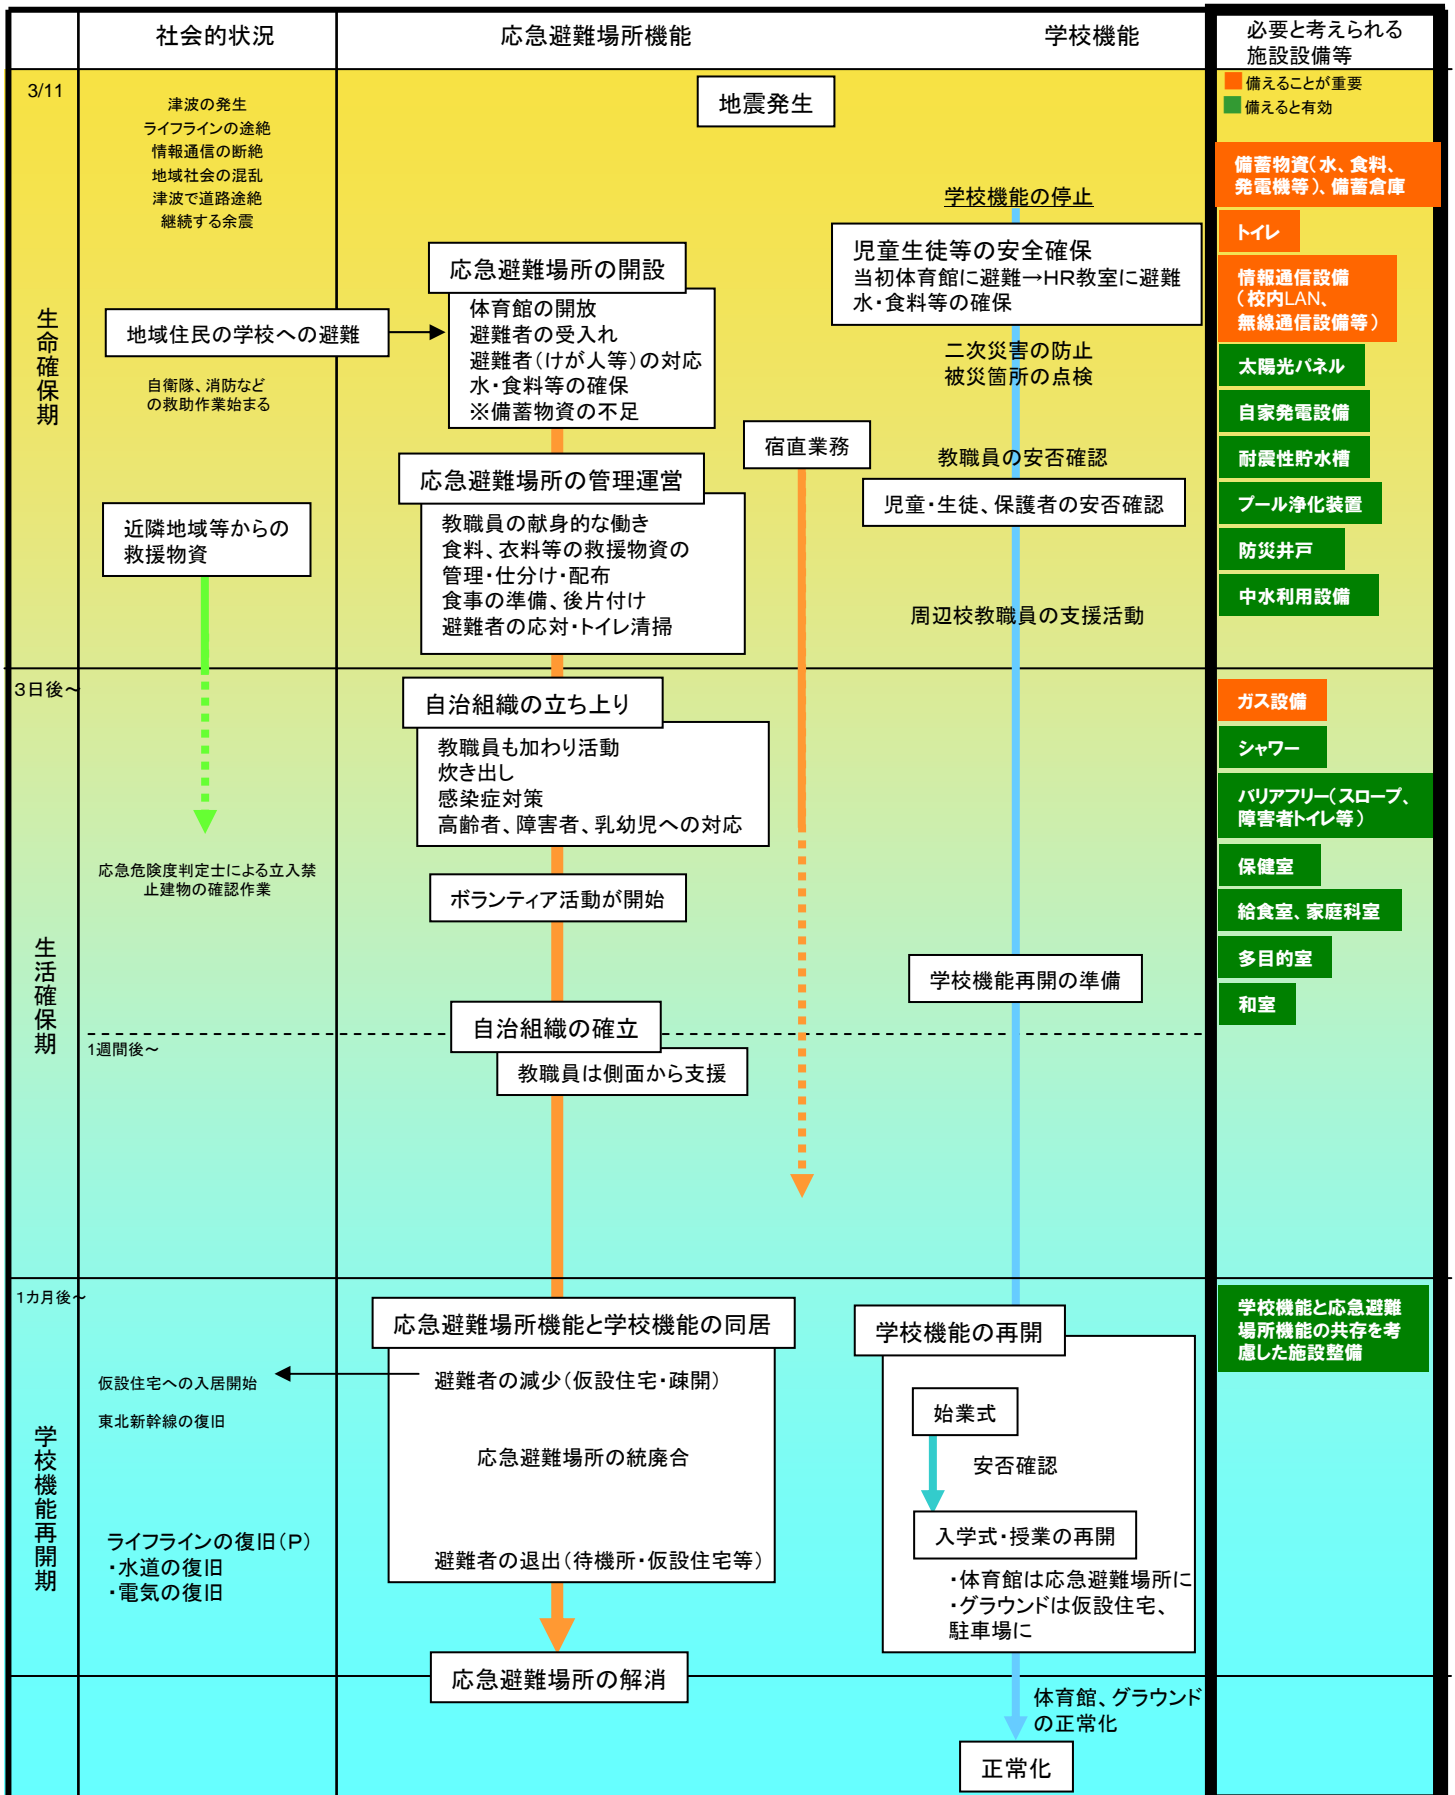 社会的状況
応急避難場所機能
学校機能
必要と考えられる
施設設備等
3/11
津波の発生
ライフラインの途絶
情報通信の断絶
地域社会の混乱
津波で道路途絶
継続する余震
地震発生
備えることが重要
備えると有効
生命確保期
地域住民の学校への避難
自衛隊、消防など
の救助作業始まる
近隣地域等からの
救援物資
応急避難場所の開設
体育館の開放
避難者の受入れ
避難者(けが人等)の対応
水・食料等の確保
※備蓄物資の不足
応急避難場所の管理運営
教職員の献身的な働き
食料、衣料等の救援物資の
管理・仕分け・配布
食事の準備、後片付け
避難者の応対・トイレ清掃
宿直業務
学校機能の停止
児童生徒等の安全確保
当初体育館に避難→HR教室に避難
水・食料等の確保
二次災害の防止
被災箇所の点検
教職員の安否確認
児童・生徒、保護者の安否確認
周辺校教職員の支援活動
備蓄物資(水、食料、
発電機等)、備蓄倉庫
トイレ
情報通信設備
(校内LAN、
無線通信設備等)
太陽光パネル
自家発電設備
耐震性貯水槽
プール浄化装置
防災井戸
中水利用設備
3日後~
生活確保期
応急危険度判定士による立入禁
止建物の確認作業
1週間後~
自治組織の立ち上り
教職員も加わり活動
炊き出し
感染症対策
高齢者、障害者、乳幼児への対応
ボランティア活動が開始
自治組織の確立
教職員は側面から支援
学校機能再開の準備
ガス設備
シャワー
バリアフリー(スロープ、
障害者トイレ等)
保健室
給食室、家庭科室
多目的室
和室
1カ月後~
学校機能再開期
仮設住宅への入居開始
東北新幹線の復旧
ライフラインの復旧(P)
・水道の復旧
・電気の復旧
応急避難場所機能と学校機能の同居
避難者の減少(仮設住宅・疎開)
応急避難場所の統廃合
避難者の退出(待機所・仮設住宅等)
応急避難場所の解消
学校機能の再開
始業式
安否確認
入学式・授業の再開
・体育館は応急避難場所に
・グラウンドは仮設住宅、
駐車場に
体育館、グラウンド
の正常化
正常化
学校機能と応急避難
場所機能の共存を考
慮した施設整備